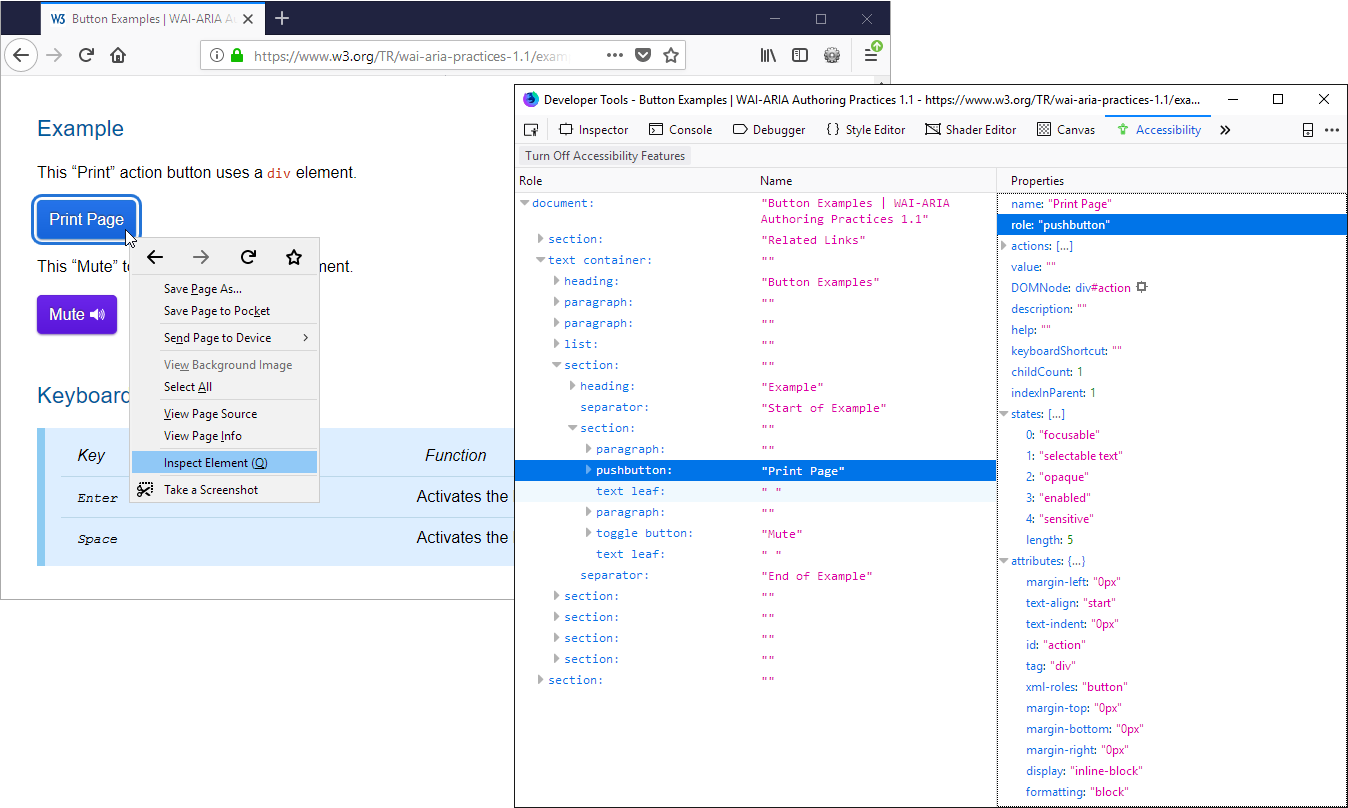 Button Examples | WAI-ARIA A
https://www.w3.org/TR/wai-aria-practices-1.1/exam
Example
This “Print” action button uses a div element.
Print Page
This “Mute” to
ment.
Mute
Keyboard
Key
Function
Enter
Activates the
Space
Activates the
Save Page As...
Save Page to Pocket
Send Page to Device
View Background Image
Select All
View Page Source
View Page Info
Inspect Element (Q)
Take a Screenshot
Developer Tools - Button Examples | WAI-ARIA Authoring Practices 1.1 - https://www.w3.org/TR/wai-aria-practices-1.1/exa...
Inspector Console Debugger {} Style Editor Shader Editor Canvas Accessibility
Turn Off Accessibility Features
Role Name
document: "Button Examples | WAI-ARIA
Authoring Practices 1.1"
section: "Related Links"
text container: ""
heading: "Button Examples"
paragraph: ""
paragraph: ""
list: ""
section: ""
heading: "Example"
separator: "Start of Example"
section: ""
paragraph: ""
pushbutton: "Print Page"
text leaf: " "
paragraph: ""
toggle button: "Mute"
text leaf: " "
separator: "End of Example"
section: ""
section: ""
section: ""
section: ""
section: ""
Properties
name: "Print Page"
role: "pushbutton"
actions: [...]
value: ""
DOMNode: div#action
description: ""
help: ""
keyboardShortcut: ""
childCount: 1
indexInParent: 1
states: [...]
0: "focusable"
1: "selectable text"
2: "opaque"
3: "enabled"
4: "sensitive"
length: 5
attributes: {...}
margin-left: "0px"
text-align: "start"
text-indent: "0px"
id: "action"
tag: "div"
xml-roles: "button"
margin-top: "0px"
margin-bottom: "0px"
margin-right: "0px"
display: "inline-block"
formatting: "block"